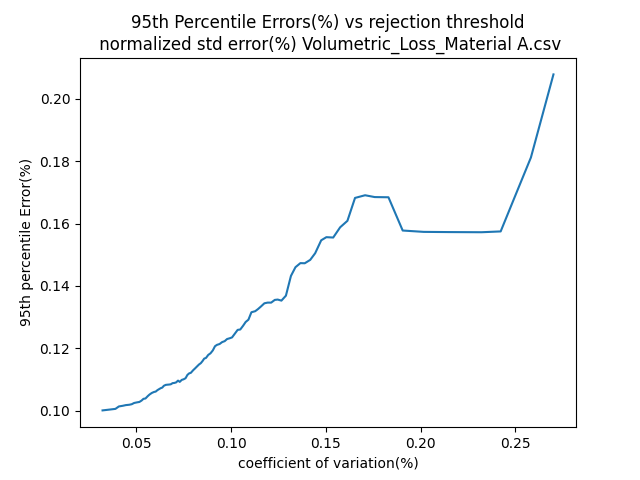 95th Percentile Errors(%) vs rejection threshold
normalized std error(%) Volumetric_Loss_Material A.csv
0.20
0.18
0.16
0.14
0.12
0.10
95th percentile Error(%)
0.05 0.10 0.15 0.20 0.25
coefficient of variation(%)